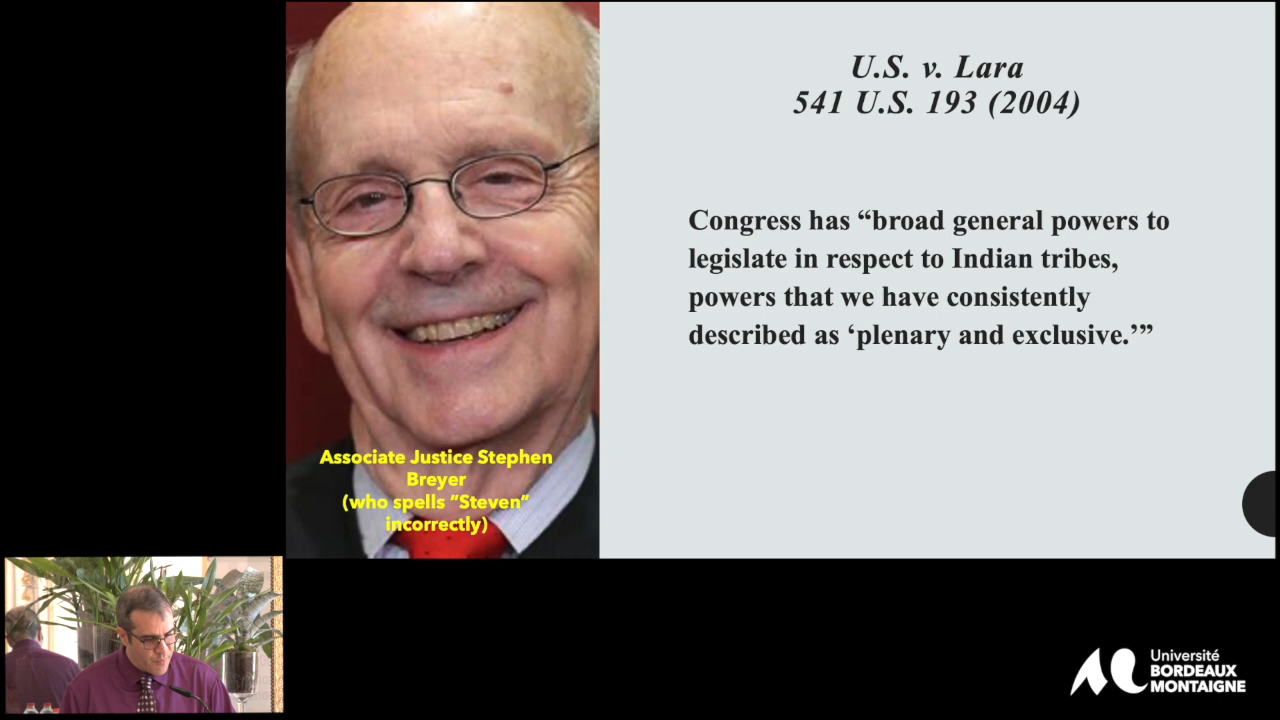 U.S. v. Lara
541 U.S. 193 (2004)
Congress has “broad general powers to
legislate in respect to Indian tribes,
powers that we have consistently
described as ‘plenary and exclusive.’”
Associate Justice Stephen
Breyer
(who spells “Steven”
incorrectly)
Université
BORDEAUX
MONTAIGNE